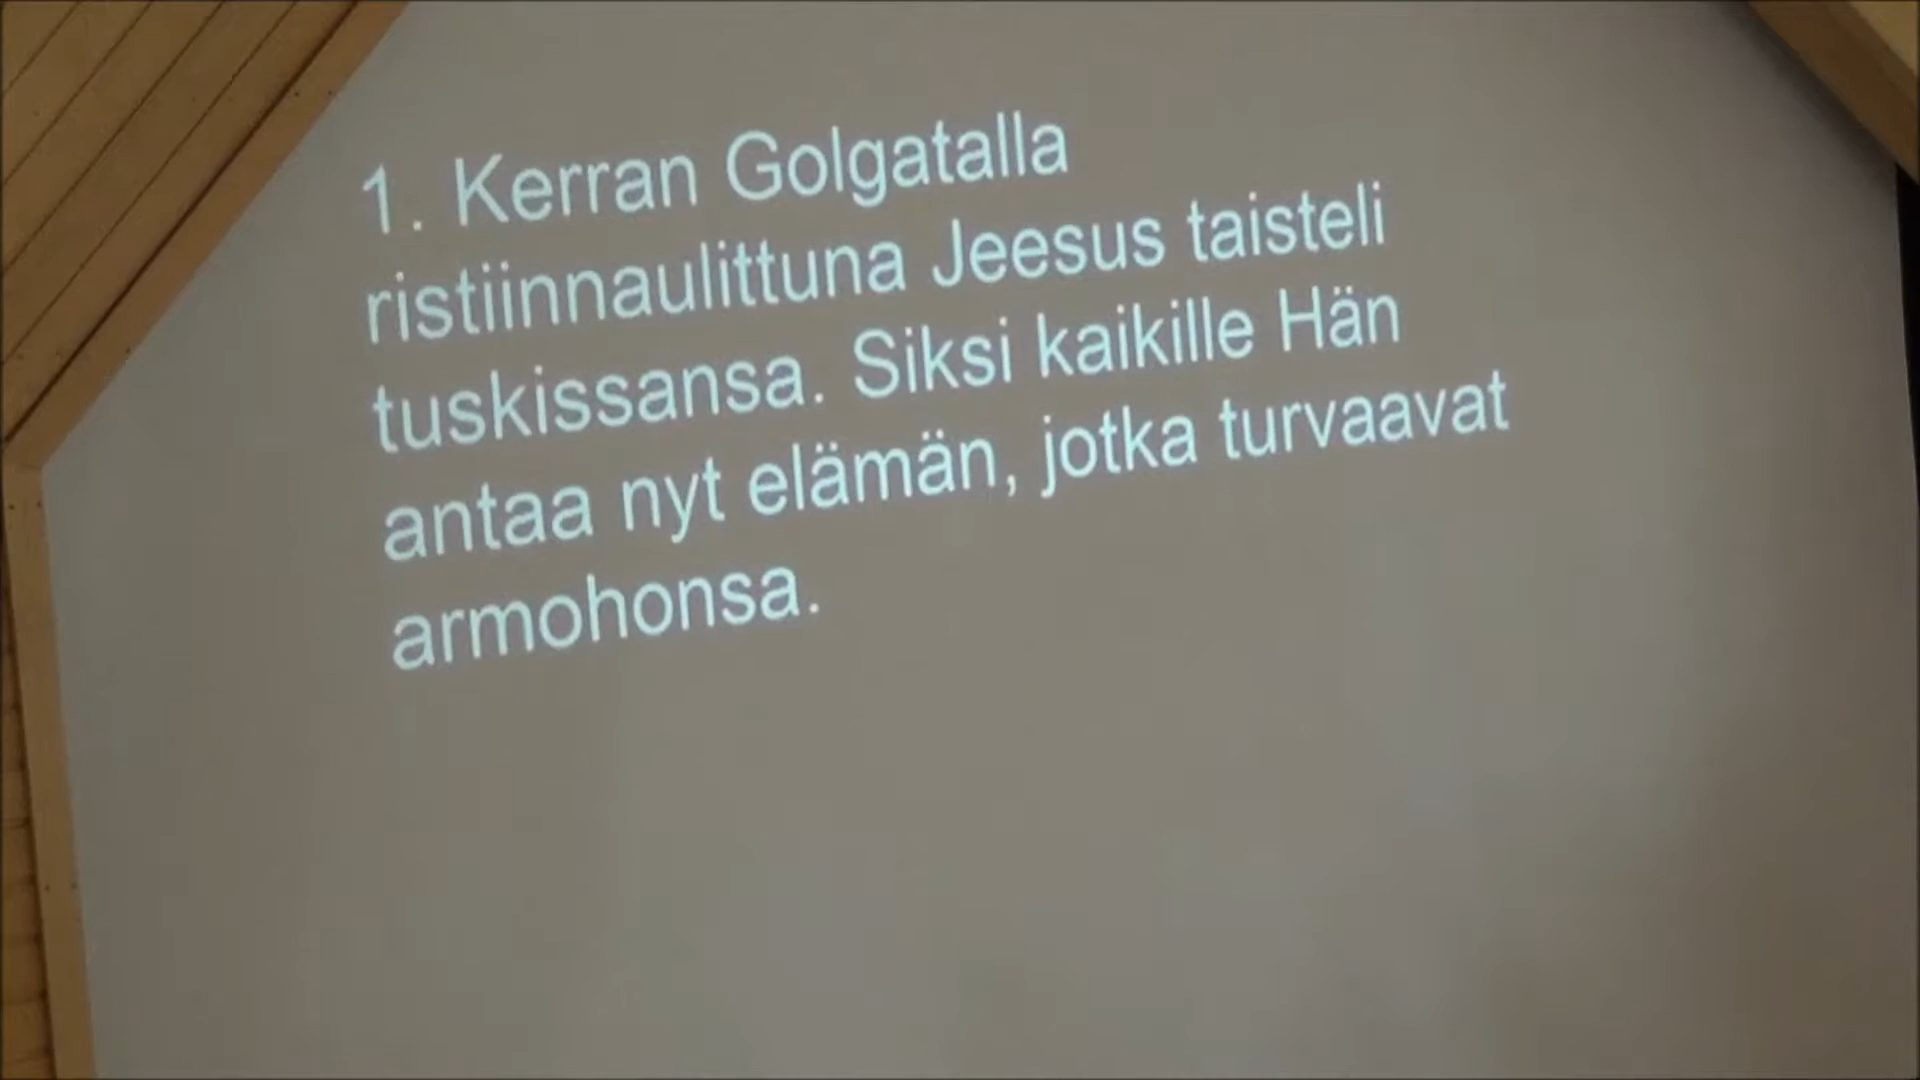 1. Kerran Golgatalla
ristiinnaulittuna Jeesus taisteli
tuskissansa. Siksi kaikille Hän
antaa nyt elämän, jotka turvaavat
armohonsa.